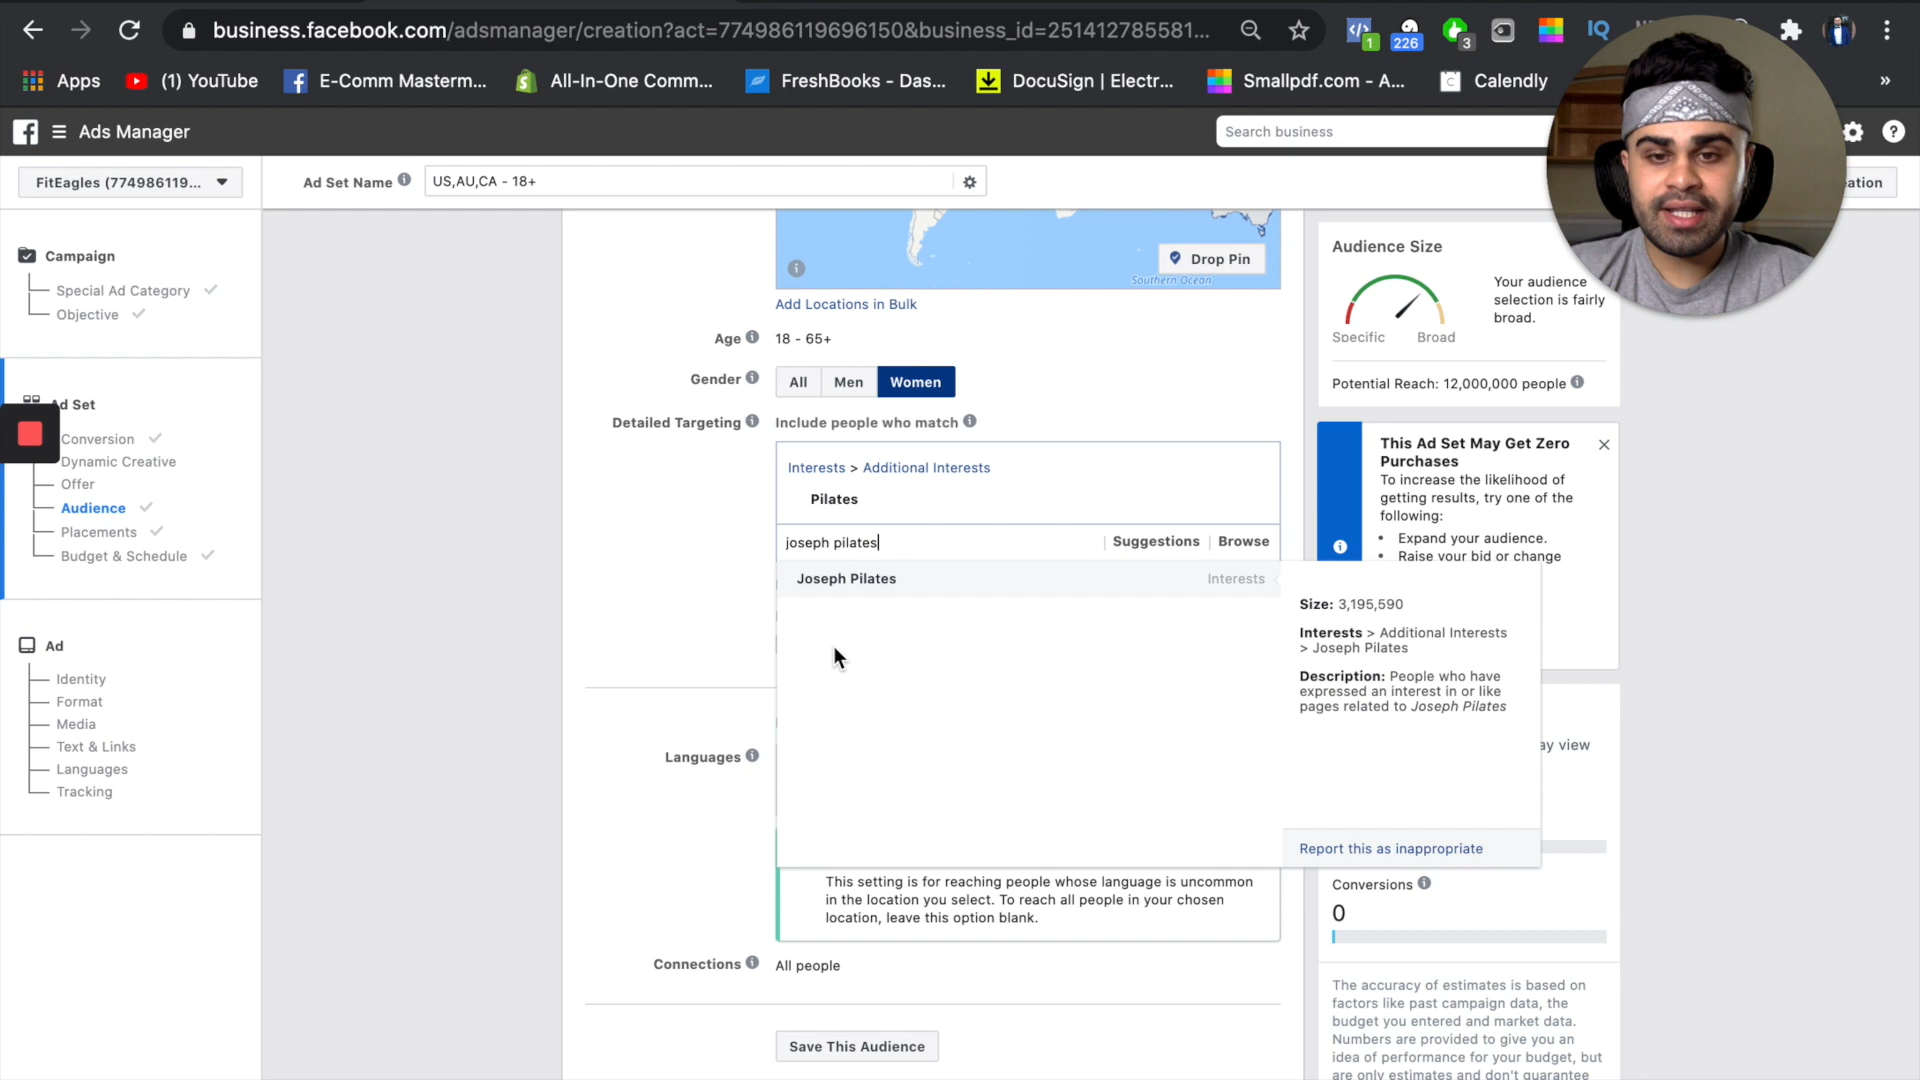 business.facebook.com/adsmanager/creation?act=774986119696150&business_id=251412785581...
1
226
3
IQ
Apps
(1) YouTube
E-Comm Masterm...
All-In-One Comm...
FreshBooks - Das...
DocuSign | Electr...
Smallpdf.com - A...
Calendly
»
Ads Manager
Search business
FitEagles (774986119...
Ad Set Name
US,AU,CA - 18+
ation
Campaign
Special Ad Category
Objective
Ad Set
Conversion
Dynamic Creative
Offer
Audience
Placements
Budget & Schedule
Ad
Identity
Format
Media
Text & Links
Languages
Tracking
Drop Pin
Southern Ocean
Add Locations in Bulk
Age
18 - 65+
Gender
All
Men
Women
Detailed Targeting
Include people who match
Interests > Additional Interests
Pilates
joseph pilates
Suggestions
Browse
Joseph Pilates
Interests
Size: 3,195,590
Interests > Additional Interests
> Joseph Pilates
Description: People who have
expressed an interest in or like
pages related to Joseph Pilates
Report this as inappropriate
Languages
This setting is for reaching people whose language is uncommon
in the location you select. To reach all people in your chosen
location, leave this option blank.
Connections
All people
Save This Audience
Audience Size
Specific
Broad
Your audience
selection is fairly
broad.
Potential Reach: 12,000,000 people
This Ad Set May Get Zero
Purchases
To increase the likelihood of
getting results, try one of the
following:
• Expand your audience.
• Raise your bid or change
ay view
Conversions
0
The accuracy of estimates is based on
factors like past campaign data, the
budget you entered and market data.
Numbers are provided to give you an
idea of performance for your budget, but
are only estimates and don't guarantee